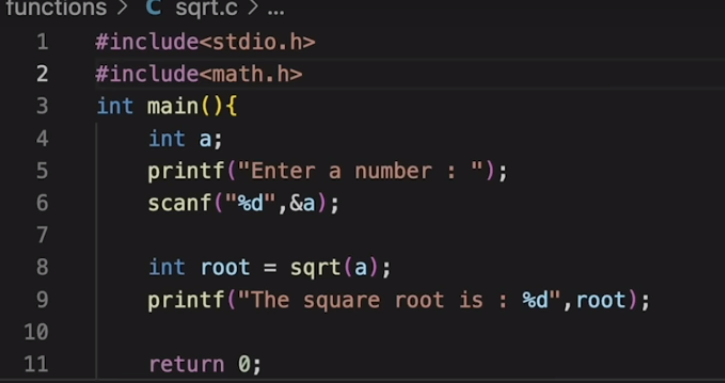 functions > C sqrt.c > ...
1 #include<stdio.h>
2 #include<math.h>
3 int main(){
4 int a;
5 printf("Enter a number : ");
6 scanf("%d",&a);
7
8 int root = sqrt(a);
9 printf("The square root is : %d",root);
10
11 return 0;